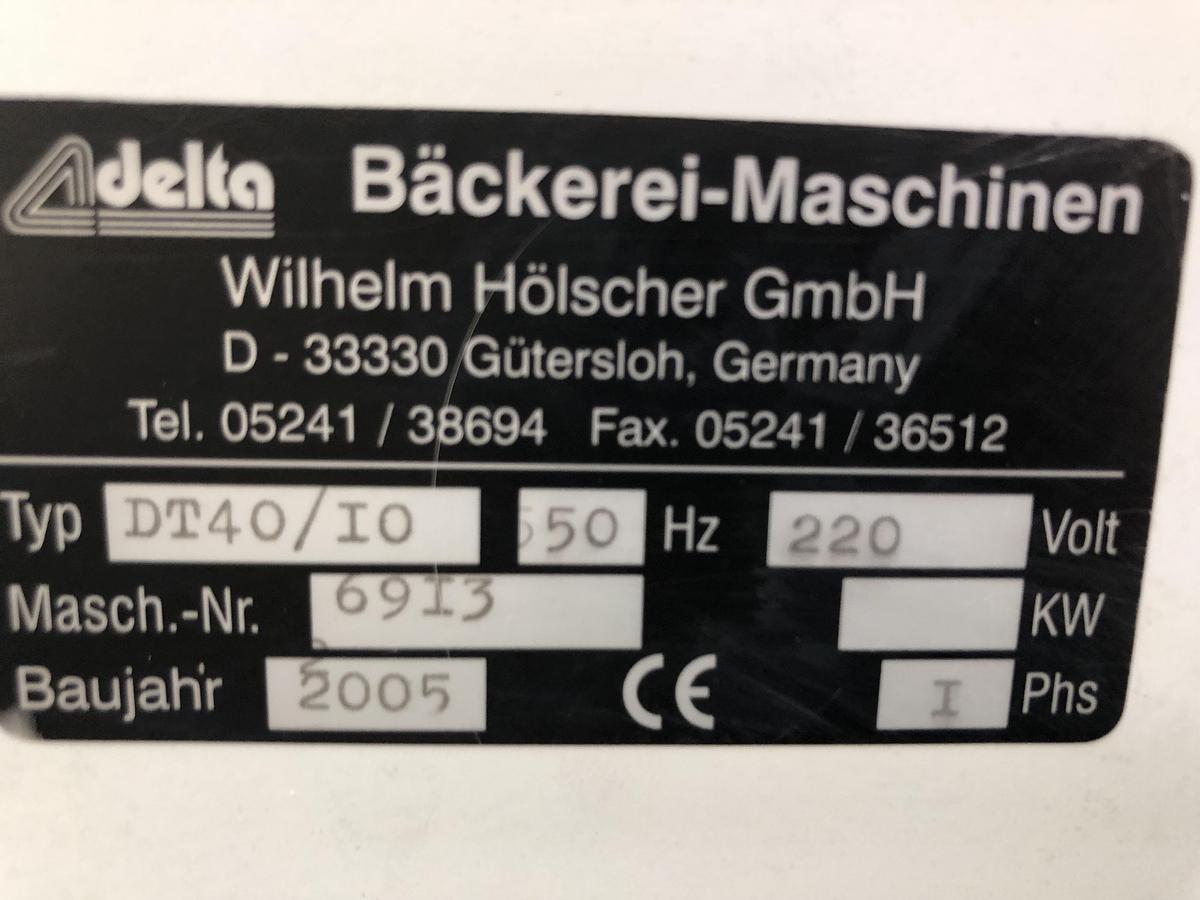 delta Bäckerei-Maschinen
Wilhelm Hölscher GmbH
D - 33330 Gütersloh, Germany
Tel. 05241 / 38694 Fax. 05241 / 36512
Typ DT40/I0 50 Hz 220 Volt
Masch.-Nr. 69I3 KW
Baujahr 2005 CE I Phs